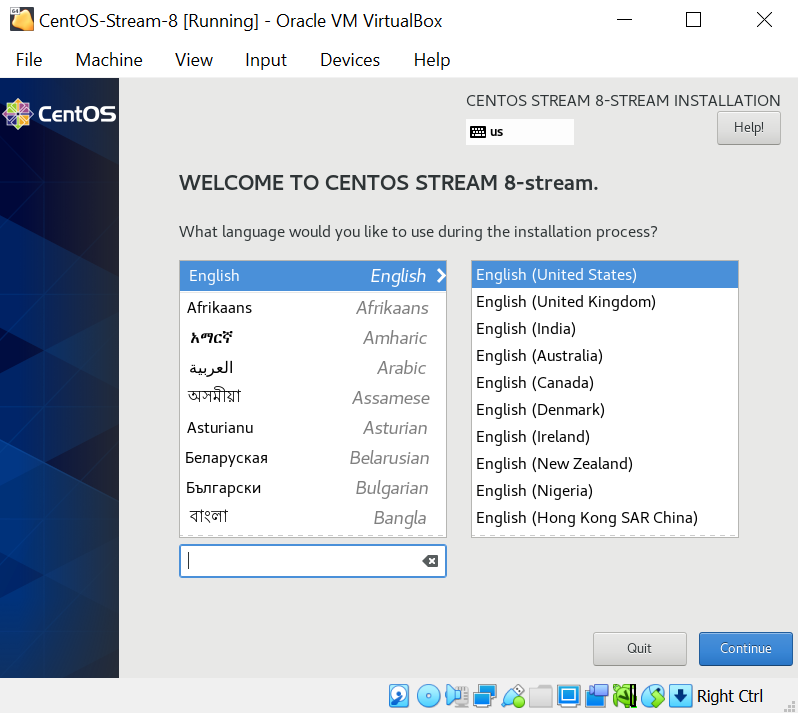 CentOS-Stream-8 [Running] - Oracle VM VirtualBox
File Machine View Input Devices Help
CentOS
CENTOS STREAM 8-STREAM INSTALLATION
us
Help!
WELCOME TO CENTOS STREAM 8-stream.
What language would you like to use during the installation process?
English English
Afrikaans Afrikaans
አማርኛ Amharic
العربية Arabic
অসমীয়া Assamese
Asturianu Asturian
Беларуская Belarusian
Български Bulgarian
বাংলা Bangla
English (United States)
English (United Kingdom)
English (India)
English (Australia)
English (Canada)
English (Denmark)
English (Ireland)
English (New Zealand)
English (Nigeria)
English (Hong Kong SAR China)
Quit
Continue
Right Ctrl